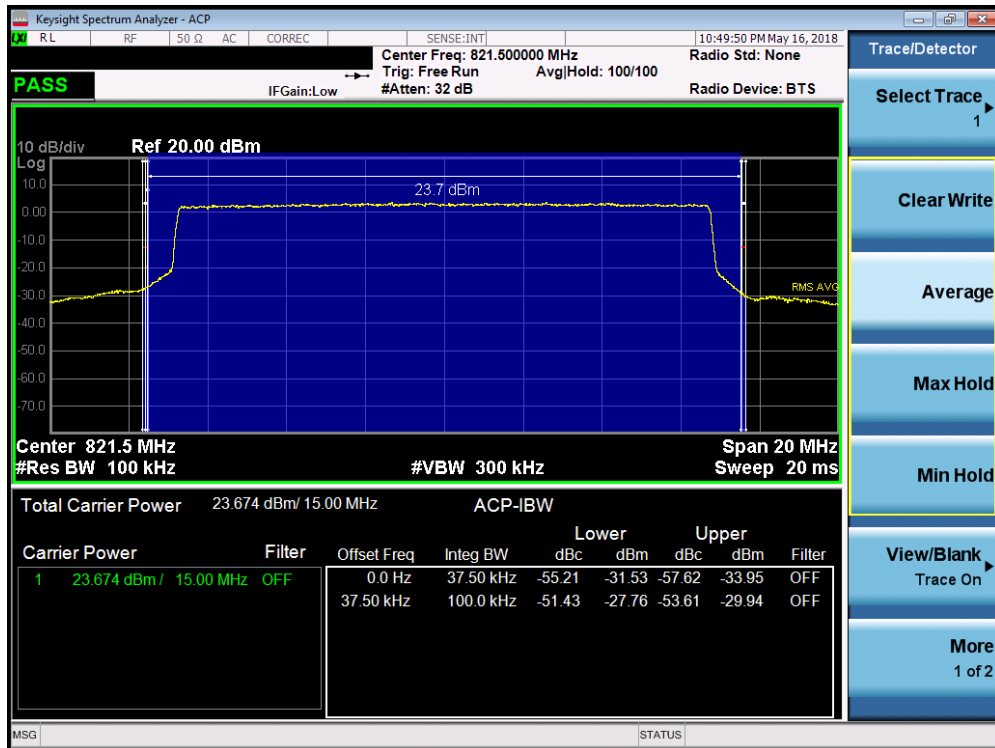 Keysight Spectrum Analyzer - ACP
LXI RL RF 50 Ω AC CORREC SENSE:INT 10:49:50 PM May 16, 2018
Center Freq: 821.500000 MHz Radio Std: None
Trig: Free Run Avg|Hold: 100/100
PASS IFGain:Low #Atten: 32 dB Radio Device: BTS
10 dB/div Ref 20.00 dBm
Log
10.0
23.7 dBm
0.00
-10.0
-20.0
-30.0
RMS AVG
-40.0
-50.0
-60.0
-70.0
Center 821.5 MHz Span 20 MHz
#Res BW 100 kHz #VBW 300 kHz Sweep 20 ms
Total Carrier Power 23.674 dBm/ 15.00 MHz ACP-IBW
Lower Upper
Carrier Power Filter Offset Freq Integ BW dBc dBm dBc dBm Filter
1 23.674 dBm / 15.00 MHz OFF 0.0 Hz 37.50 kHz -55.21 -31.53 -57.62 -33.95 OFF
37.50 kHz 100.0 kHz -51.43 -27.76 -53.61 -29.94 OFF
MSG STATUS
Trace/Detector
Select Trace
1
Clear Write
Average
Max Hold
Min Hold
View/Blank
Trace On
More
1 of 2